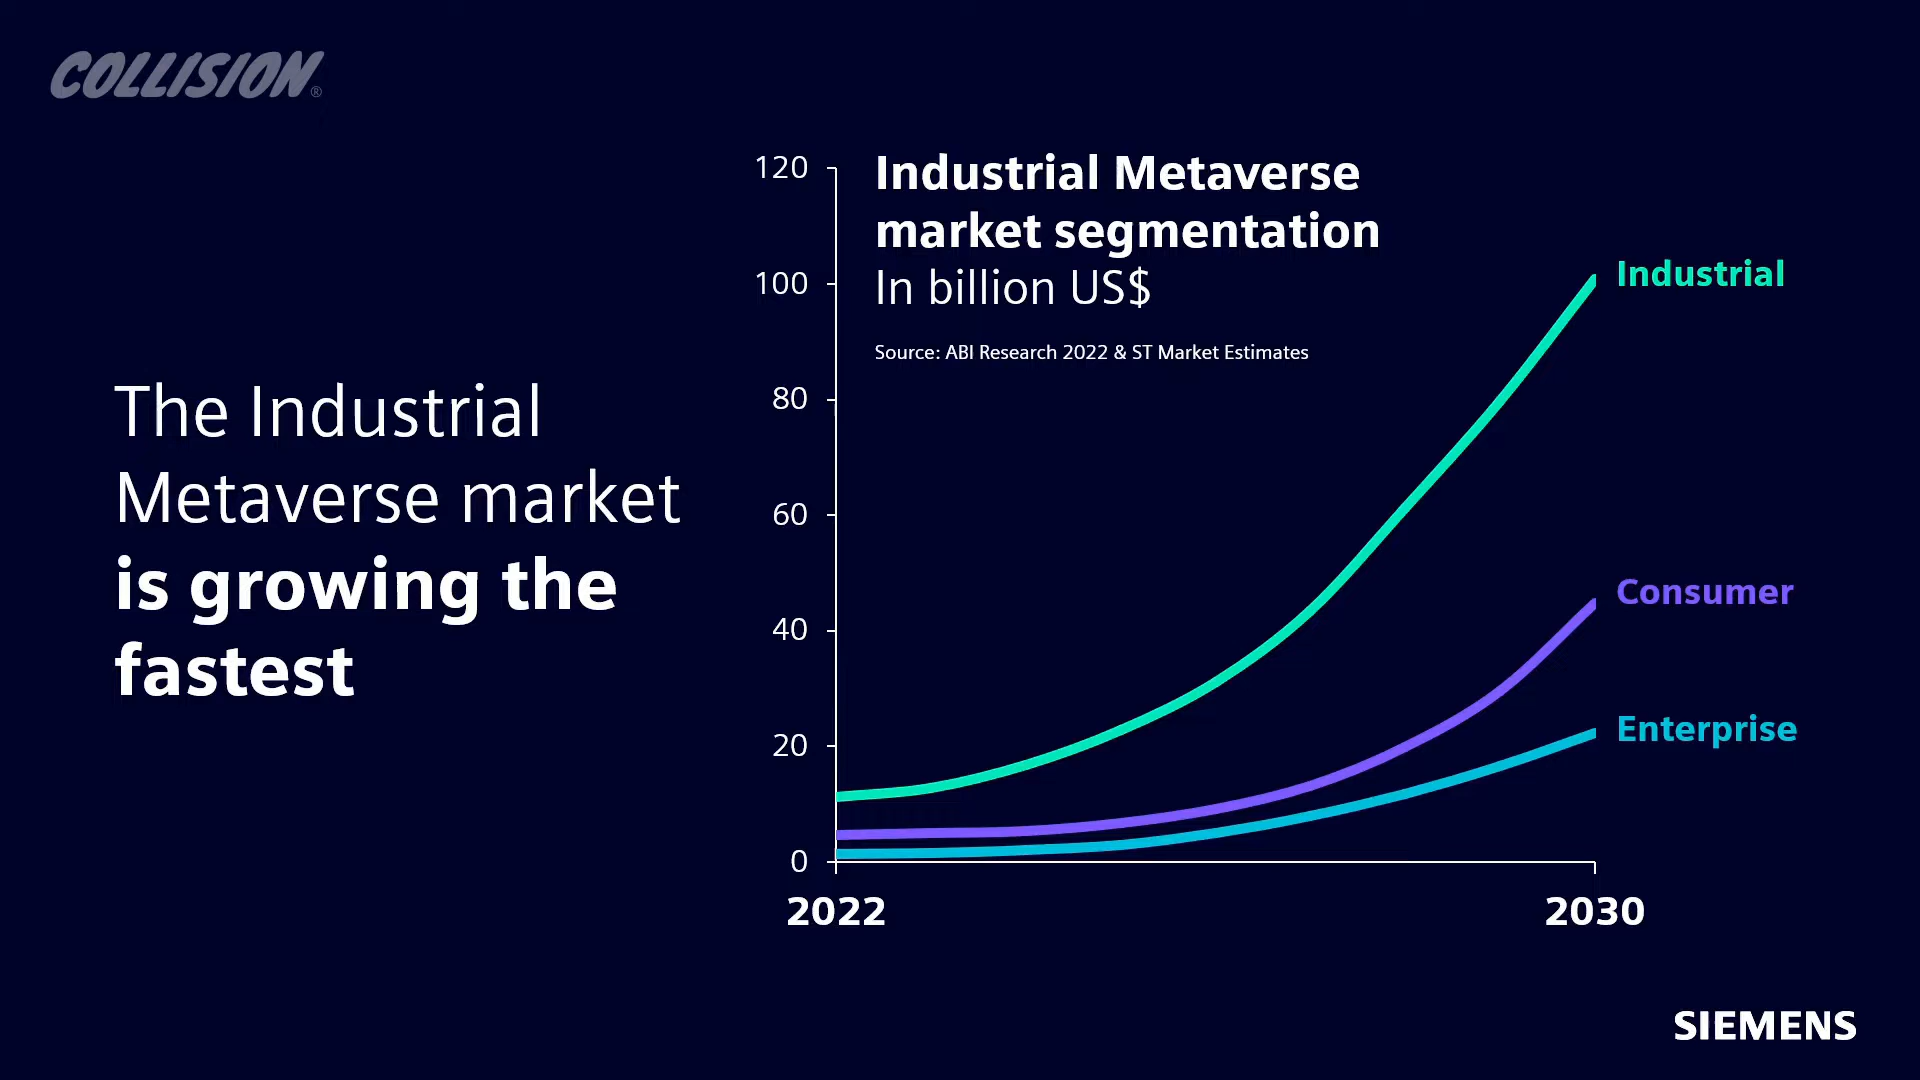 COLLISION®
The Industrial
Metaverse market
is growing the
fastest
Industrial Metaverse
market segmentation
In billion US$
Source: ABI Research 2022 & ST Market Estimates
120
100
80
60
40
20
0
2022
2030
Industrial
Consumer
Enterprise
SIEMENS